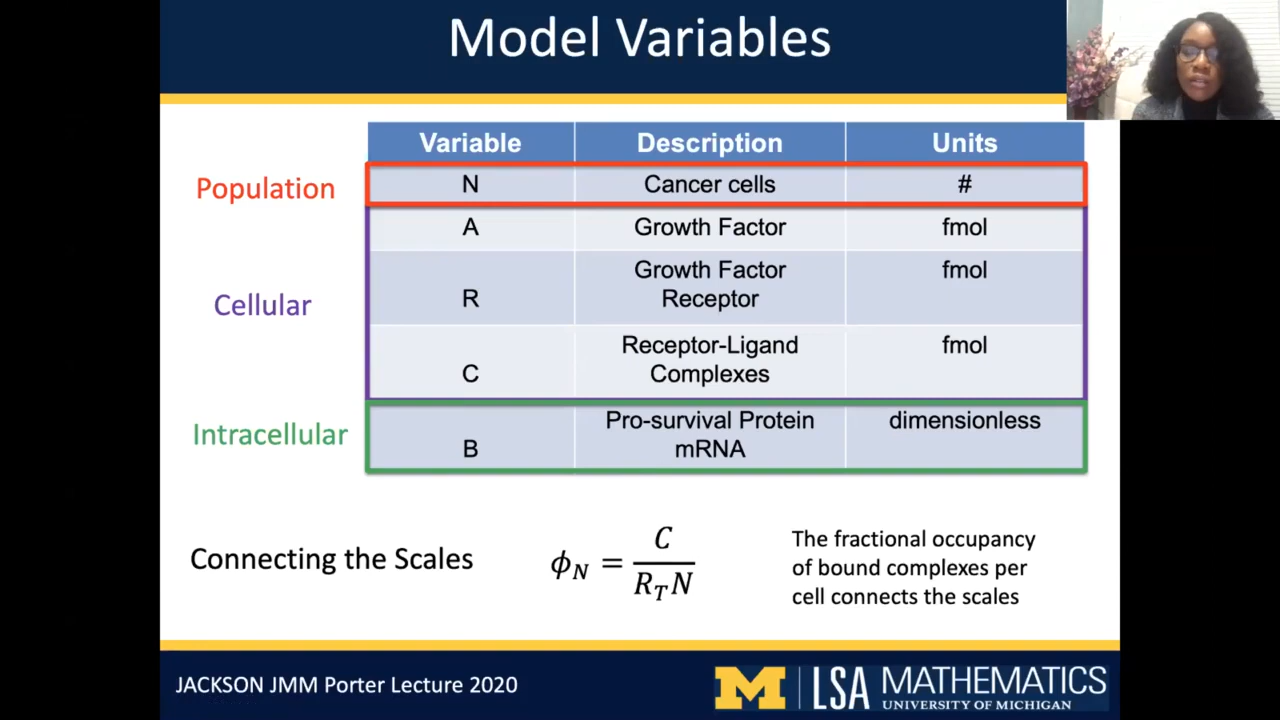 Model Variables
Variable Description Units
Population N Cancer cells #
A Growth Factor fmol
Growth Factor fmol
Cellular R Receptor
Receptor-Ligand fmol
C Complexes
Intracellular Pro-survival Protein dimensionless
B mRNA
Connecting the Scales
ϕ_N = C / R_T N
The fractional occupancy
of bound complexes per
cell connects the scales
JACKSON JMM Porter Lecture 2020
M LSA MATHEMATICS
UNIVERSITY OF MICHIGAN